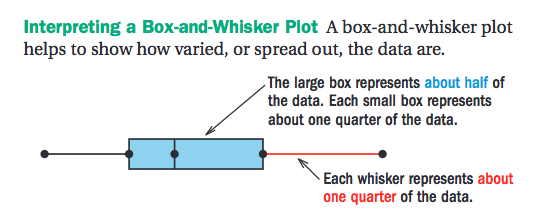 Interpreting a Box-and-Whisker Plot A box-and-whisker plot
helps to show how varied, or spread out, the data are.
The large box represents about half of
the data. Each small box represents
about one quarter of the data.
Each whisker represents about
one quarter of the data.